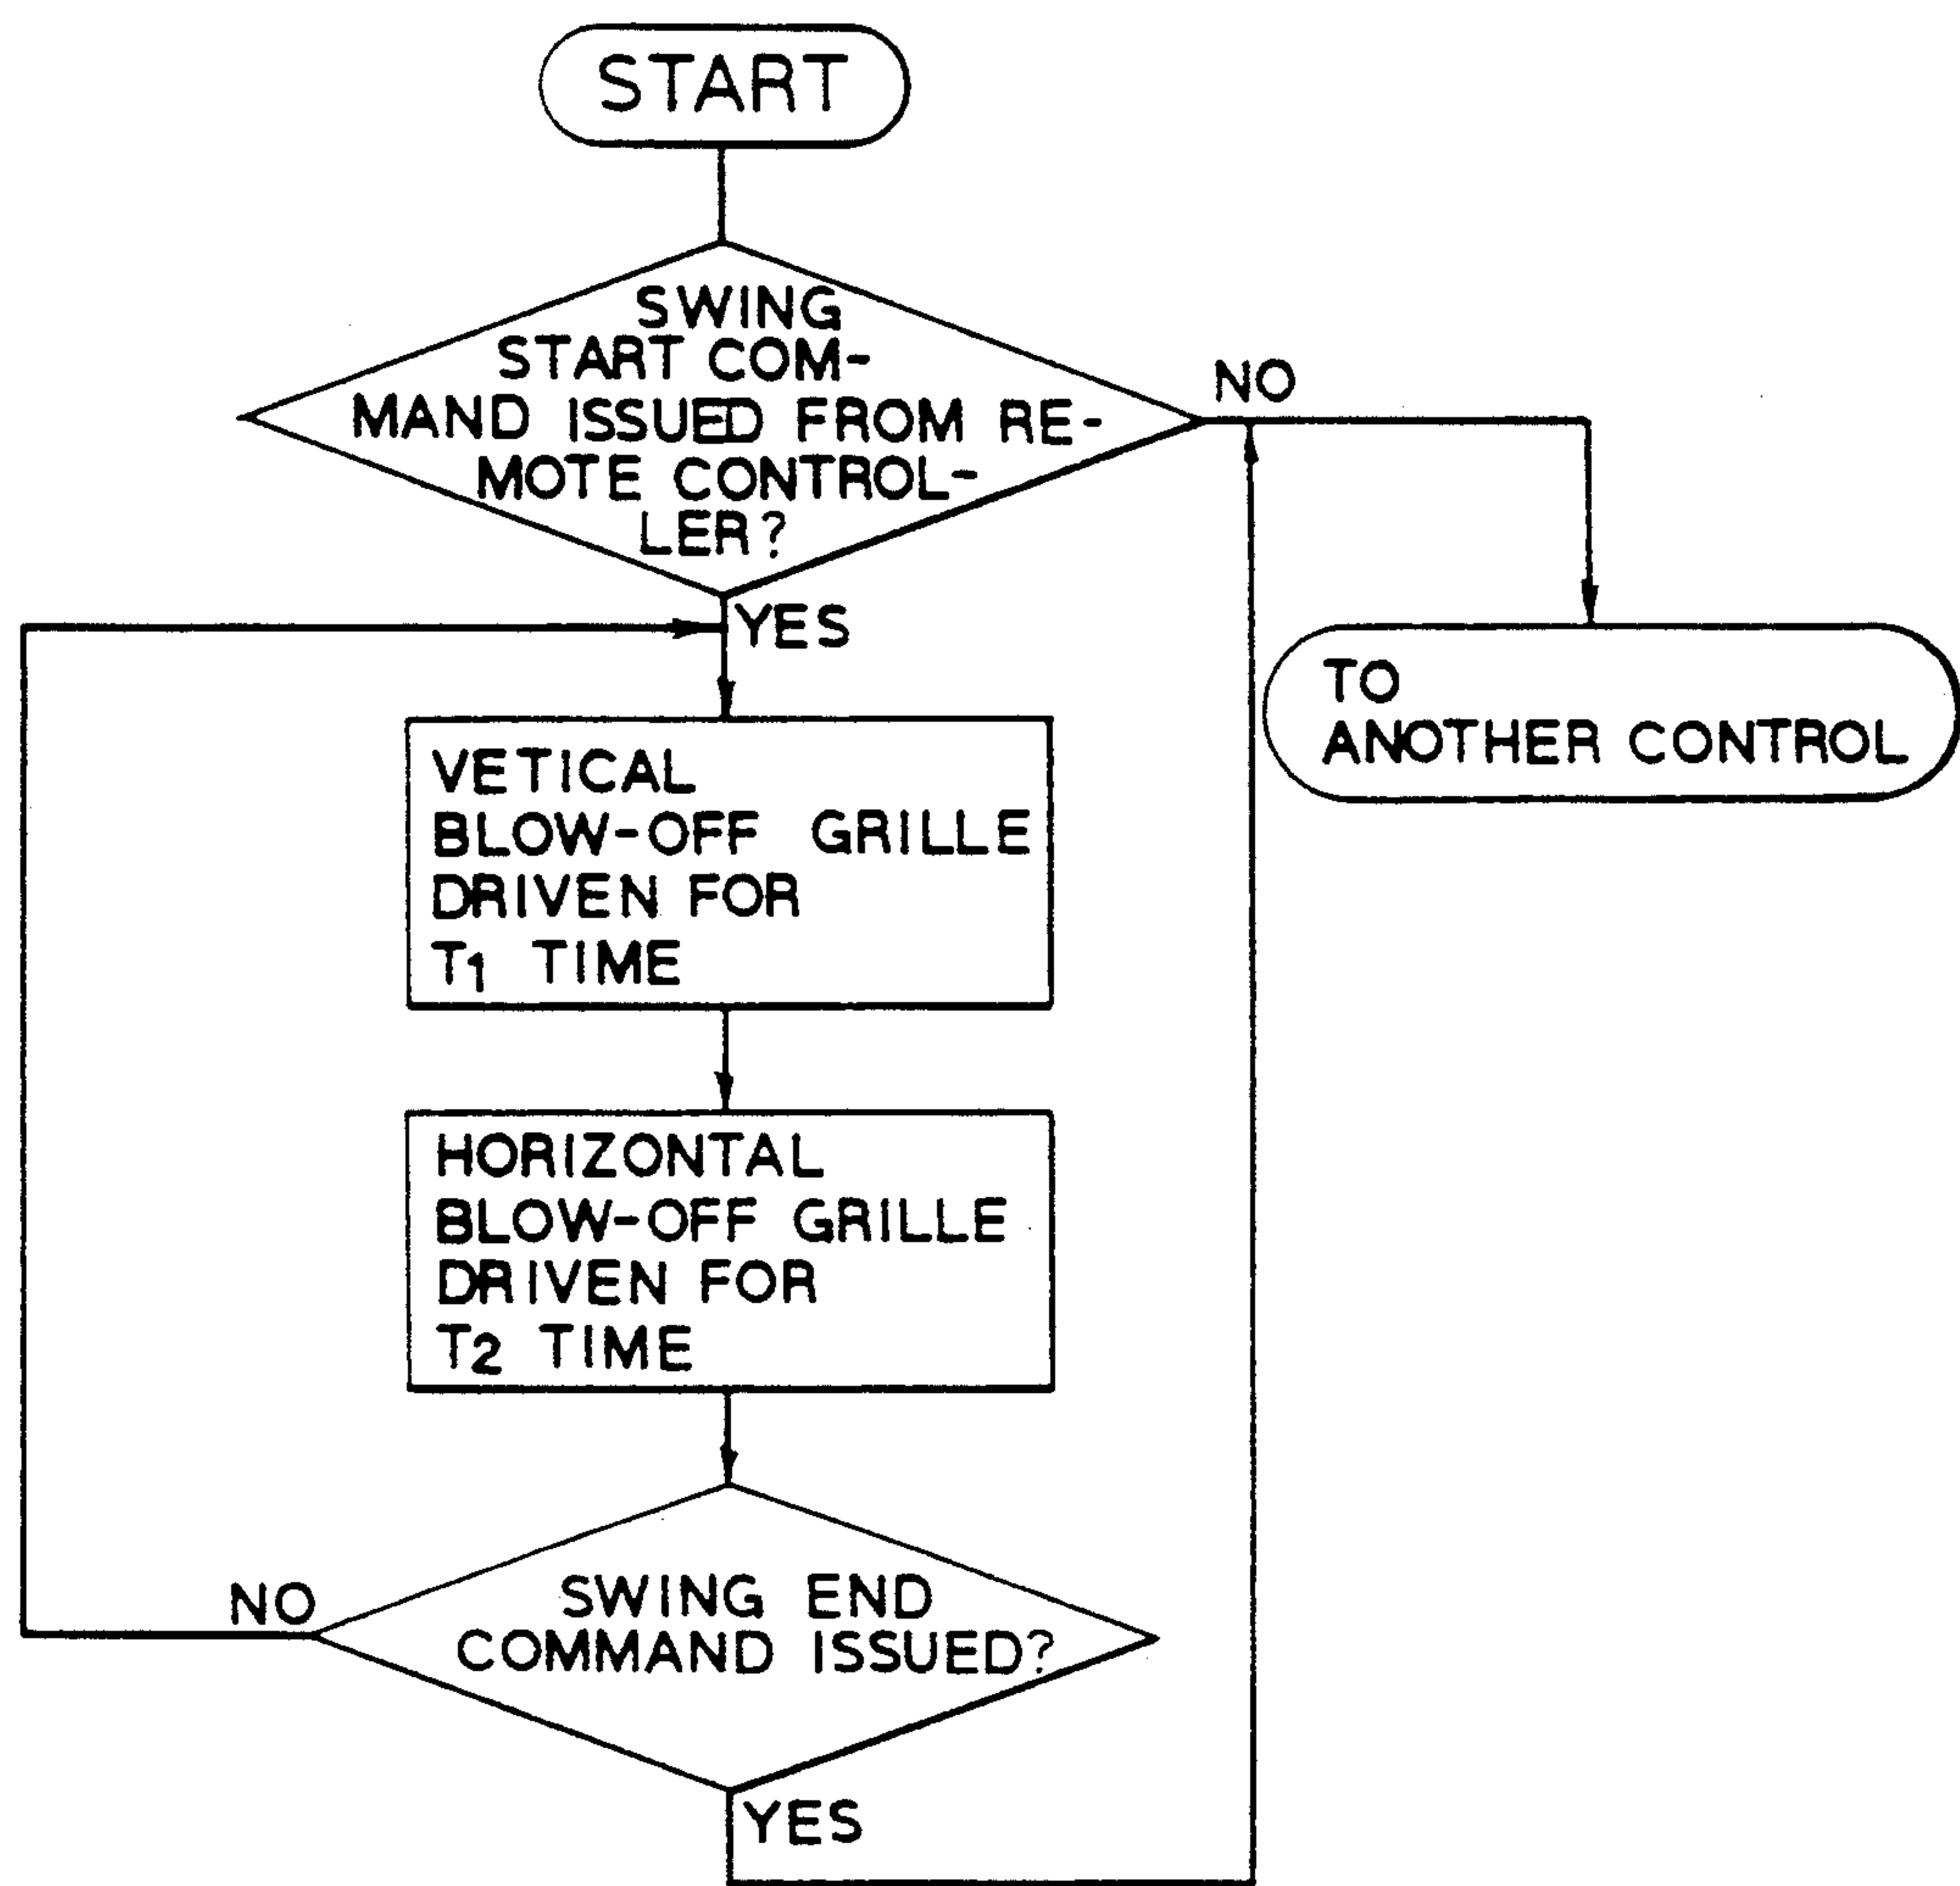 START
SWING
START COM-
MAND ISSUED FROM RE-
MOTE CONTROL-
LER?
NO
YES
TO
ANOTHER CONTROL
VETICAL
BLOW-OFF GRILLE
DRIVEN FOR
T1 TIME
HORIZONTAL
BLOW-OFF GRILLE
DRIVEN FOR
T2 TIME
NO
SWING END
COMMAND ISSUED?
YES